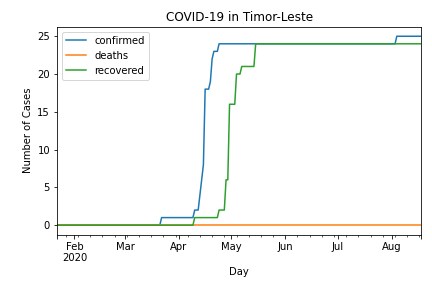 COVID-19 in Timor-Leste
confirmed
deaths
recovered
Number of Cases
25
20
15
10
5
0
Feb
2020
Mar
Apr
May
Jun
Jul
Aug
Day